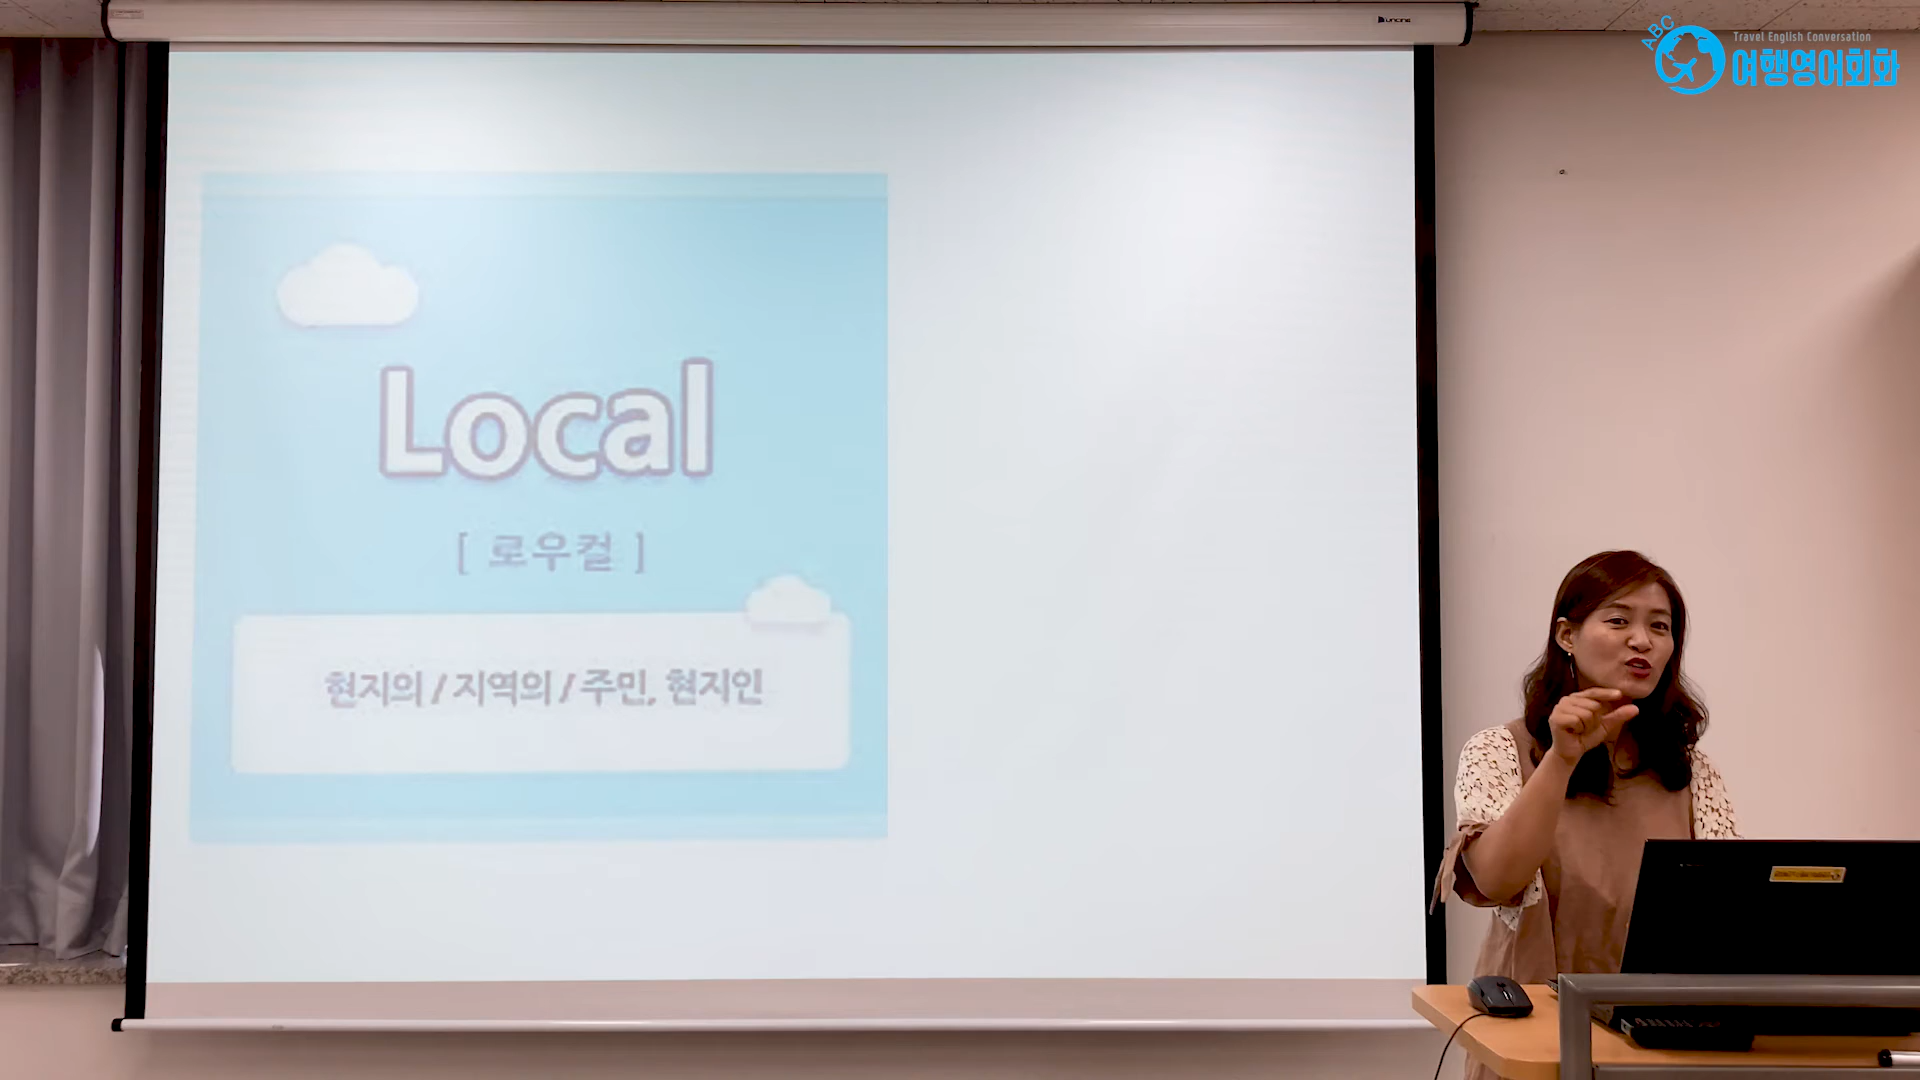 ABC
Travel English Conversation
여행영어회화
Local
[ 로우컬 ]
현지의 / 지역의 / 주민, 현지인